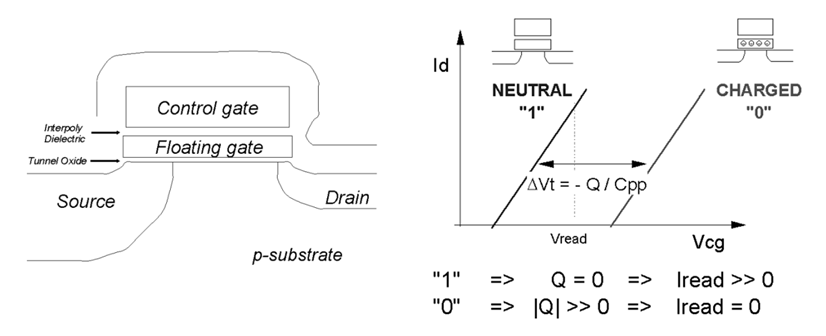 Control gate
Interpoly
Dielectric
Floating gate
Tunnel Oxide
Source
Drain
p-substrate
Id
NEUTRAL
"1"
CHARGED
"0"
ΔVt = - Q / Cpp
Vread
Vcg
"1" => Q = 0 => Iread >> 0
"0" => |Q| >> 0 => Iread = 0